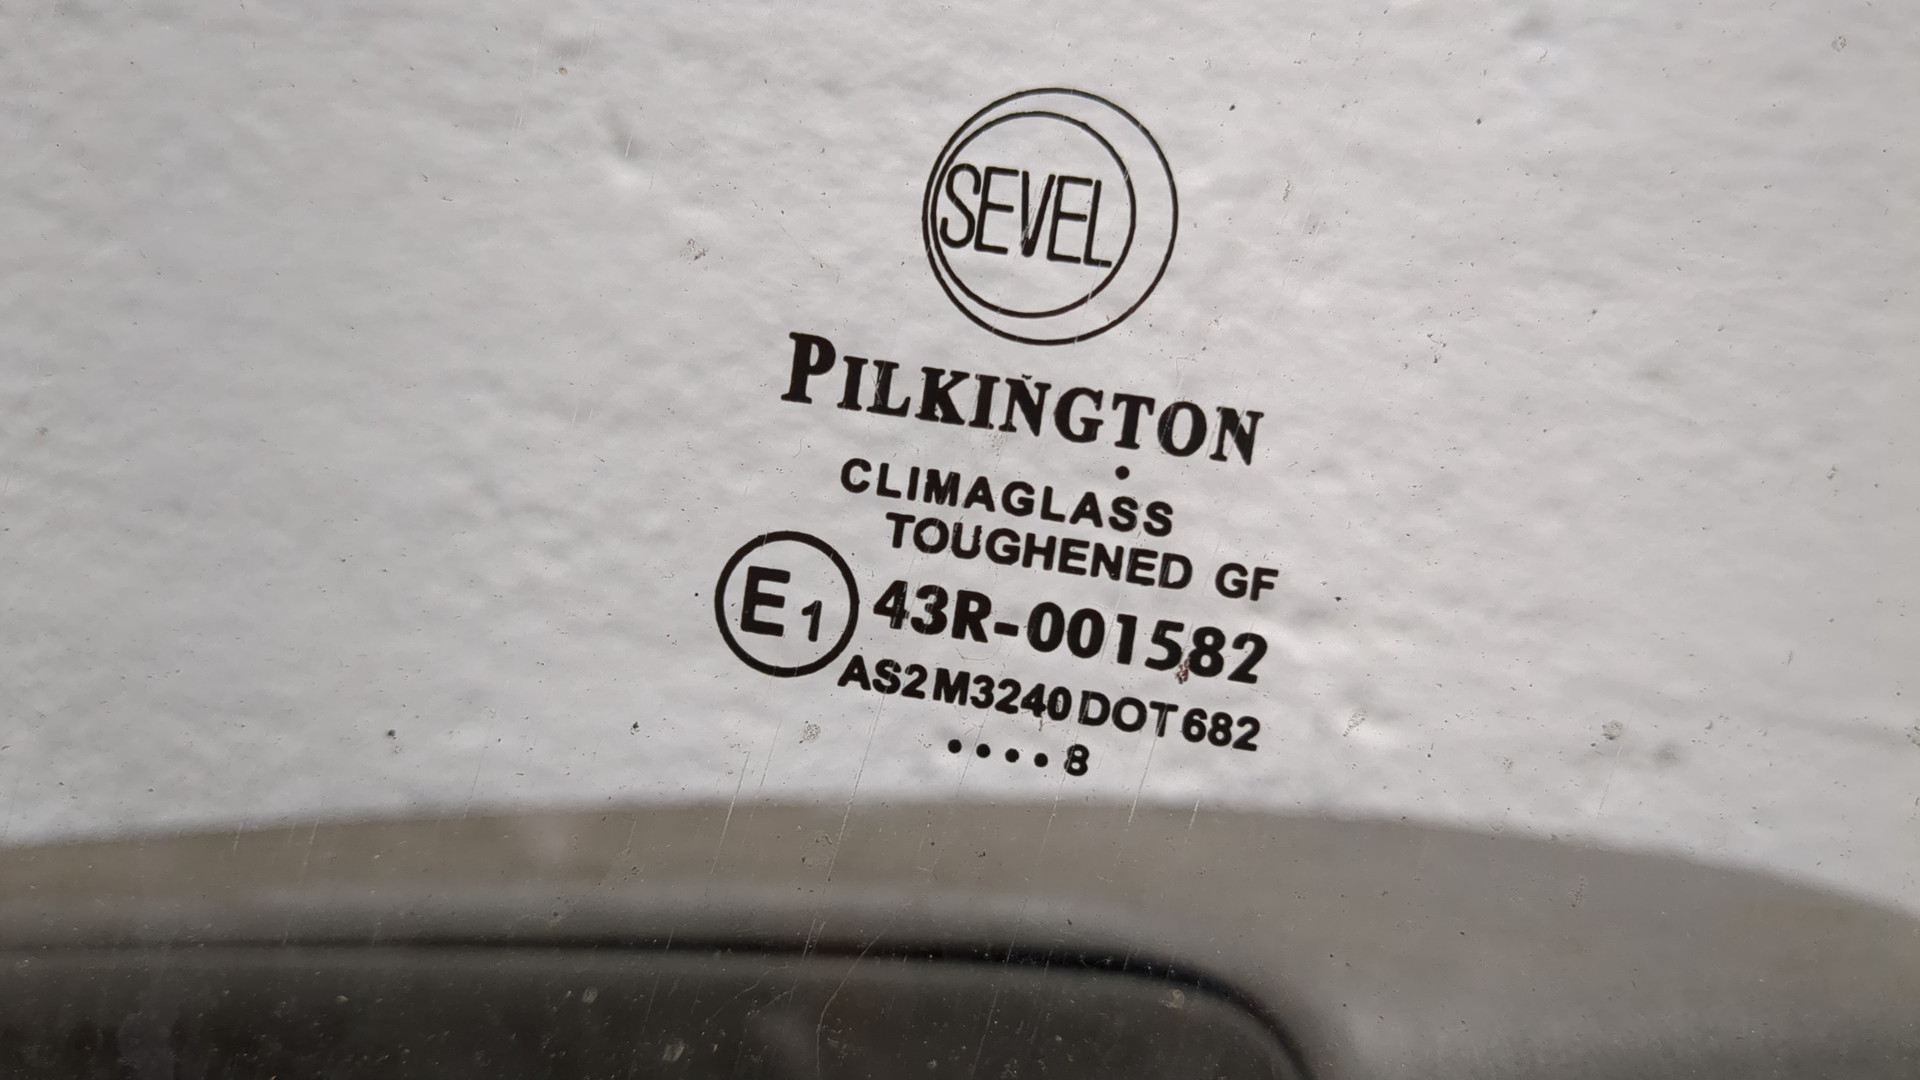 SEVEL
PILKINGTON
CLIMAGLASS
TOUGHENED GF
E1 43R-001582
AS2 M3240 DOT 682
• • • • 8